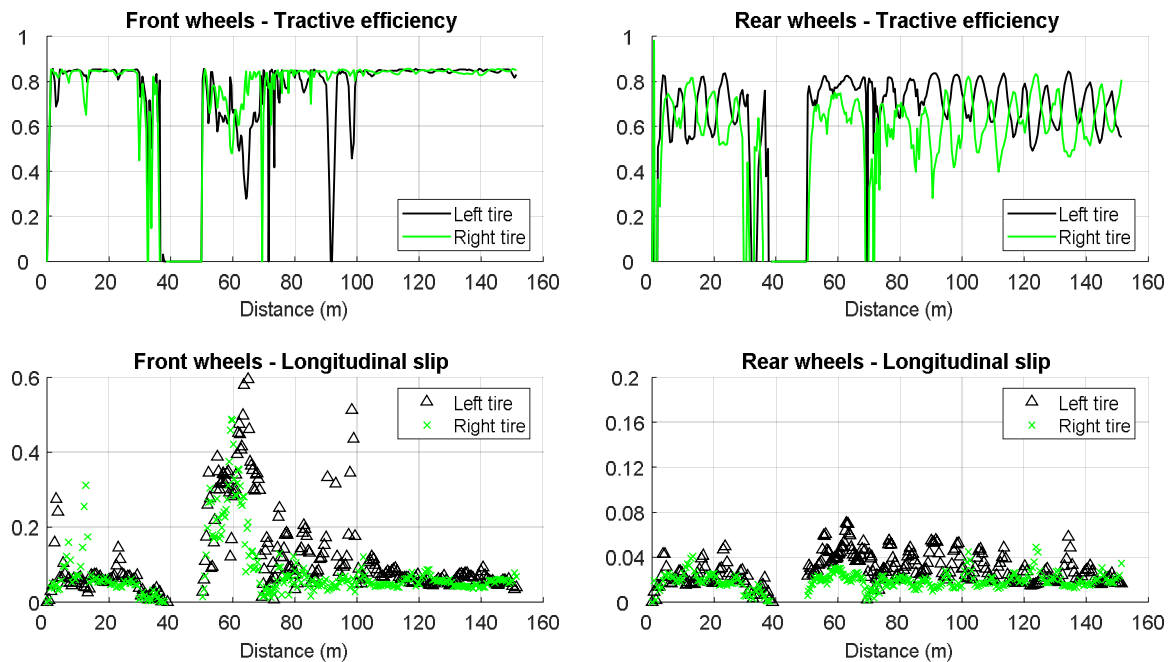 Front wheels - Tractive efficiency
1
0.8
0.6
0.4
0.2
0
0 20 40 60 80 100 120 140 160
Distance (m)
Left tire
Right tire
Rear wheels - Tractive efficiency
1
0.8
0.6
0.4
0.2
0
0 20 40 60 80 100 120 140 160
Distance (m)
Left tire
Right tire
Front wheels - Longitudinal slip
0.6
0.4
0.2
0
0 20 40 60 80 100 120 140 160
Distance (m)
Left tire
Right tire
Rear wheels - Longitudinal slip
0.2
0.16
0.12
0.08
0.04
0
0 20 40 60 80 100 120 140 160
Distance (m)
Left tire
Right tire